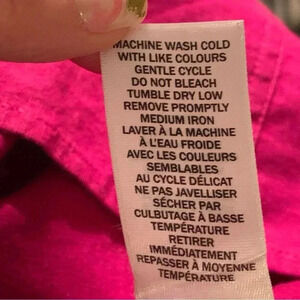 MACHINE WASH COLD
WITH LIKE COLOURS
GENTLE CYCLE
DO NOT BLEACH
TUMBLE DRY LOW
REMOVE PROMPTLY
MEDIUM IRON
LAVER À LA MACHINE
À L'EAU FROIDE
AVEC LES COULEURS
SEMBLABLES
AU CYCLE DÉLICAT
NE PAS JAVELLISER
SÉCHER PAR
CULBUTAGE À BASSE
TEMPÉRATURE
RETIRER
IMMÉDIATEMENT
REPASSER À MOYENNE
TEMPÉRATURE